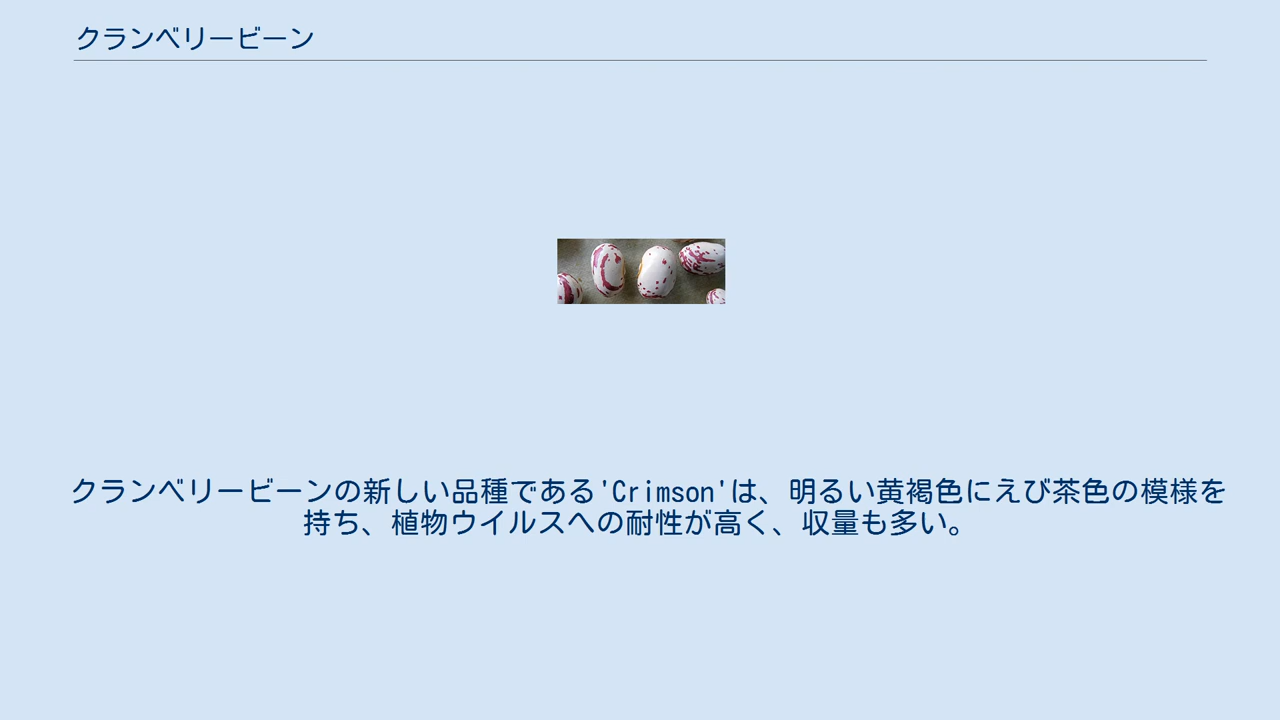 クランベリービーン
クランベリービーンの新しい品種である'Crimson'は、明るい黄褐色にえび茶色の模様を
持ち、植物ウイルスへの耐性が高く、収量も多い。